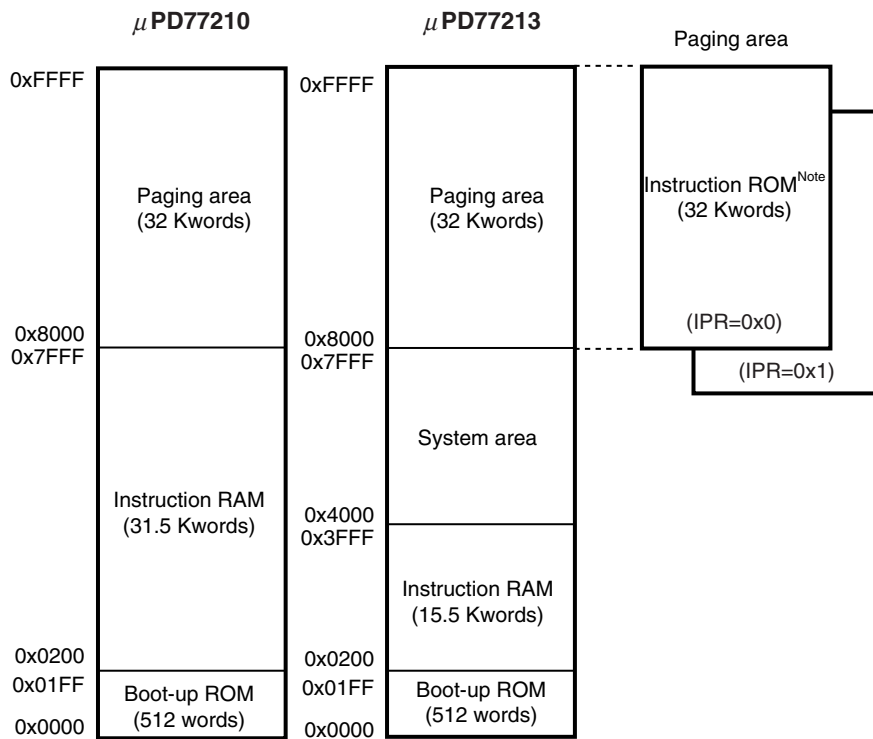 μPD77210
0xFFFF
Paging area
(32 Kwords)
0x8000
0x7FFF
Instruction RAM
(31.5 Kwords)
0x0200
0x01FF
Boot-up ROM
(512 words)
0x0000
μPD77213
0xFFFF
Paging area
(32 Kwords)
0x8000
0x7FFF
System area
0x4000
0x3FFF
Instruction RAM
(15.5 Kwords)
0x0200
0x01FF
Boot-up ROM
(512 words)
0x0000
Paging area
Instruction ROM Note
(32 Kwords)
(IPR=0x0)
(IPR=0x1)